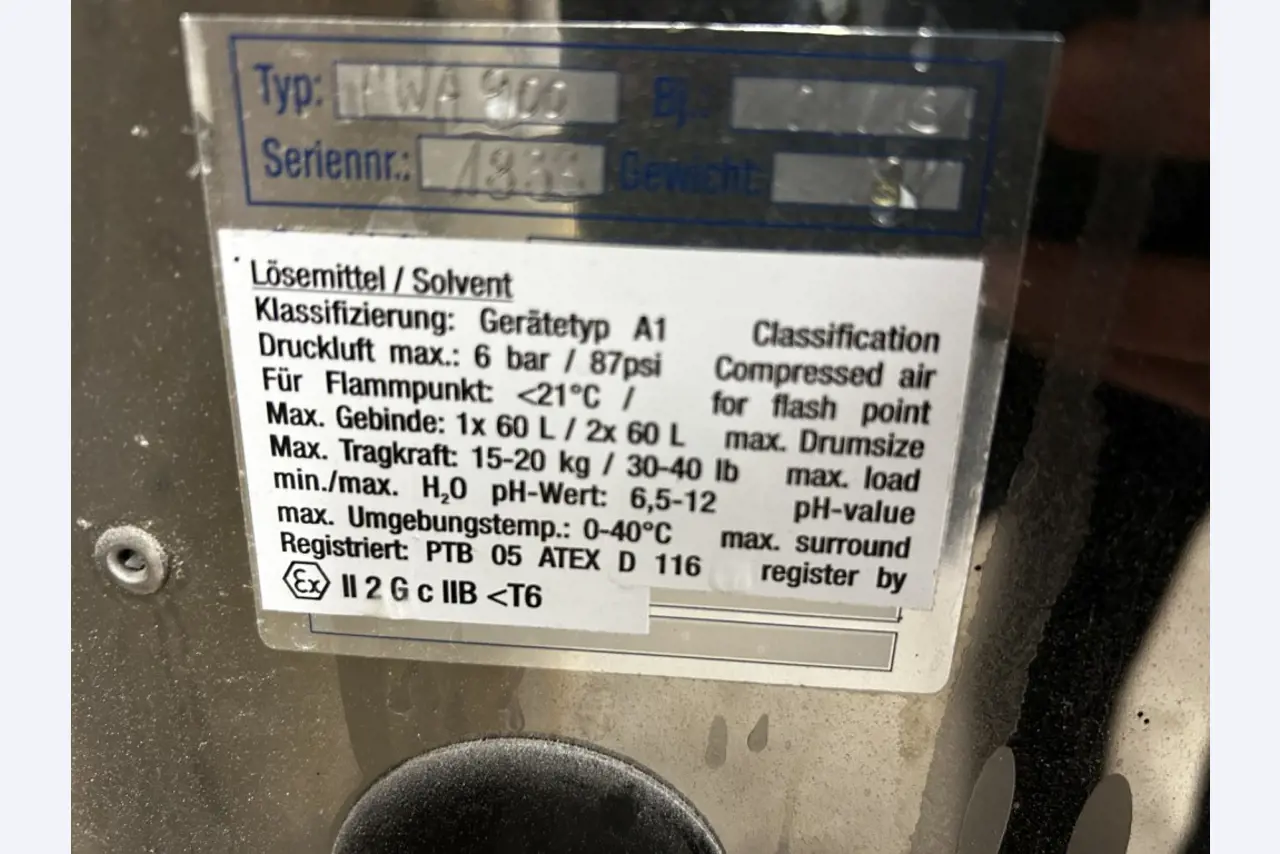 Typ: PWA 900 Bj.:
Seriennr.: Gewicht:
Lösemittel / Solvent
Klassifizierung: Gerätetyp A1 Classification
Druckluft max.: 6 bar / 87psi Compressed air
Für Flammpunkt: <21°C / for flash point
Max. Gebinde: 1x 60 L / 2x 60 L max. Drumsize
Max. Tragkraft: 15-20 kg / 30-40 lb max. load
min./max. H₂O pH-Wert: 6,5-12 pH-value
max. Umgebungstemp.: 0-40°C max. surround
Registriert: PTB 05 ATEX D 116 register by
Ex II 2 G c IIB <T6